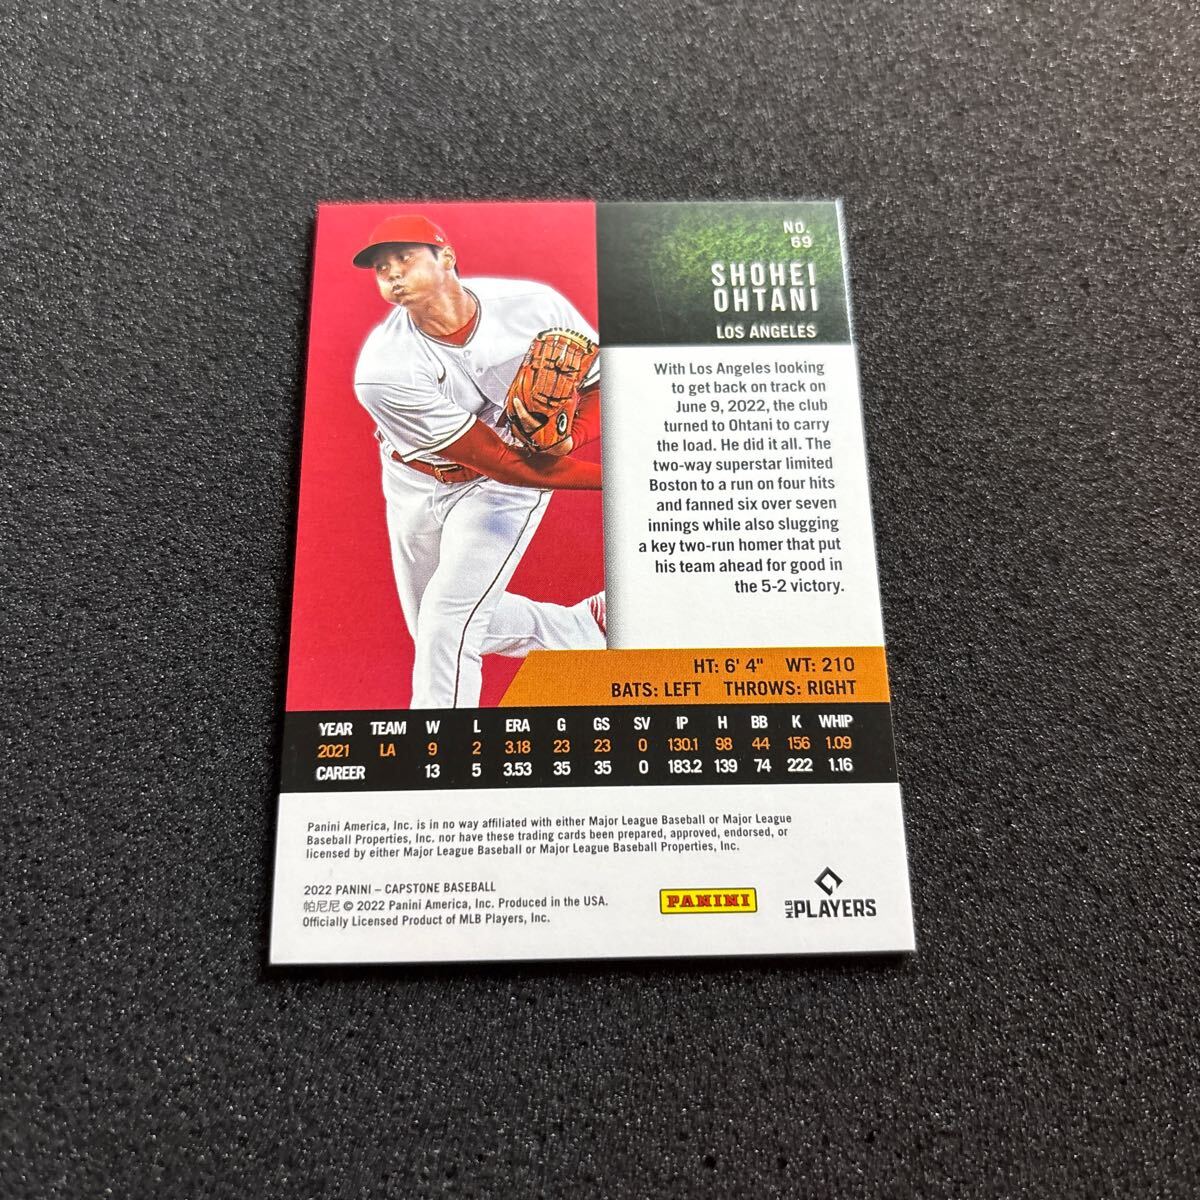 NO.
69
SHOHEI
OHTANI
LOS ANGELES
With Los Angeles looking
to get back on track on
June 9, 2022, the club
turned to Ohtani to carry
the load. He did it all. The
two-way superstar limited
Boston to a run on four hits
and fanned six over seven
innings while also slugging
a key two-run homer that put
his team ahead for good in
the 5-2 victory.
HT: 6' 4" WT: 210
BATS: LEFT THROWS: RIGHT
YEAR TEAM W L ERA G GS SV IP H BB K WHIP
2021 LA 9 2 3.18 23 23 0 130.1 98 44 156 1.09
CAREER 13 5 3.53 35 35 0 183.2 139 74 222 1.16
Panini America, Inc. is in no way affiliated with either Major League Baseball or Major League
Baseball Properties, Inc. nor have these trading cards been prepared, approved, endorsed, or
licensed by either Major League Baseball or Major League Baseball Properties, Inc.
2022 PANINI – CAPSTONE BASEBALL
帕尼尼 © 2022 Panini America, Inc. Produced in the USA.
Officially Licensed Product of MLB Players, Inc.
PANINI
MLB PLAYERS